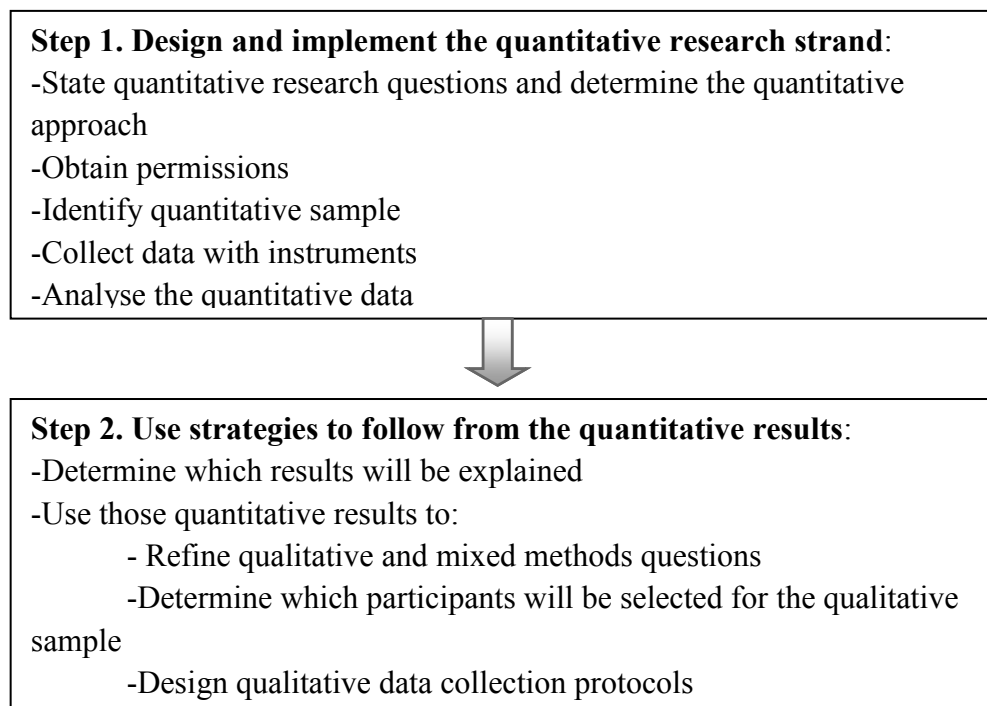 Step 1. Design and implement the quantitative research strand:
-State quantitative research questions and determine the quantitative
approach
-Obtain permissions
-Identify quantitative sample
-Collect data with instruments
-Analyse the quantitative data
Step 2. Use strategies to follow from the quantitative results:
-Determine which results will be explained
-Use those quantitative results to:
- Refine qualitative and mixed methods questions
-Determine which participants will be selected for the qualitative
sample
-Design qualitative data collection protocols